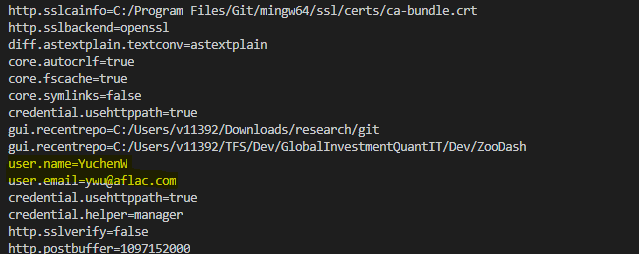 http.sslcainfo=C:/Program Files/Git/mingw64/ssl/certs/ca-bundle.crt
http.sslbackend=openssl
diff.astextplain.textconv=astextplain
core.autocrlf=true
core.fscache=true
core.symlinks=false
credential.usehttppath=true
gui.recentrepo=C:/Users/v11392/Downloads/research/git
gui.recentrepo=C:/Users/v11392/TFS/Dev/GlobalInvestmentQuantIT/Dev/ZooDash
user.name=YuchenW
user.email=ywu@aflac.com
credential.usehttppath=true
credential.helper=manager
http.sslverify=false
http.postbuffer=1097152000